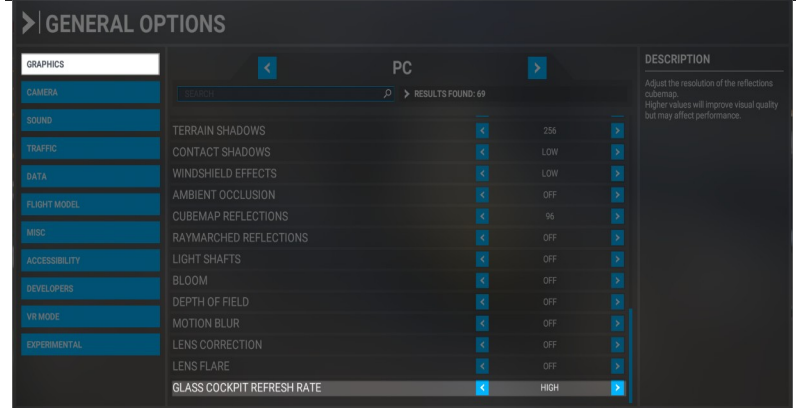 GENERAL OPTIONS
GRAPHICS
CAMERA
SOUND
TRAFFIC
DATA
FLIGHT MODEL
MISC
ACCESSIBILITY
DEVELOPERS
VR MODE
EXPERIMENTAL
PC
SEARCH
RESULTS FOUND: 69
TERRAIN SHADOWS 256
CONTACT SHADOWS LOW
WINDSHIELD EFFECTS LOW
AMBIENT OCCLUSION OFF
CUBEMAP REFLECTIONS 96
RAYMARCHED REFLECTIONS OFF
LIGHT SHAFTS OFF
BLOOM OFF
DEPTH OF FIELD OFF
MOTION BLUR OFF
LENS CORRECTION OFF
LENS FLARE OFF
GLASS COCKPIT REFRESH RATE HIGH
DESCRIPTION
Adjust the resolution of the reflections
cubemap.
Higher values will improve visual quality
but may affect performance.